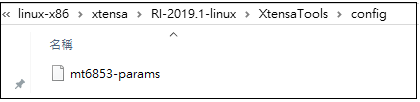 « linux-x86 > xtensa > RI-2019.1-linux > XtensaTools > config
名稱
mt6853-params